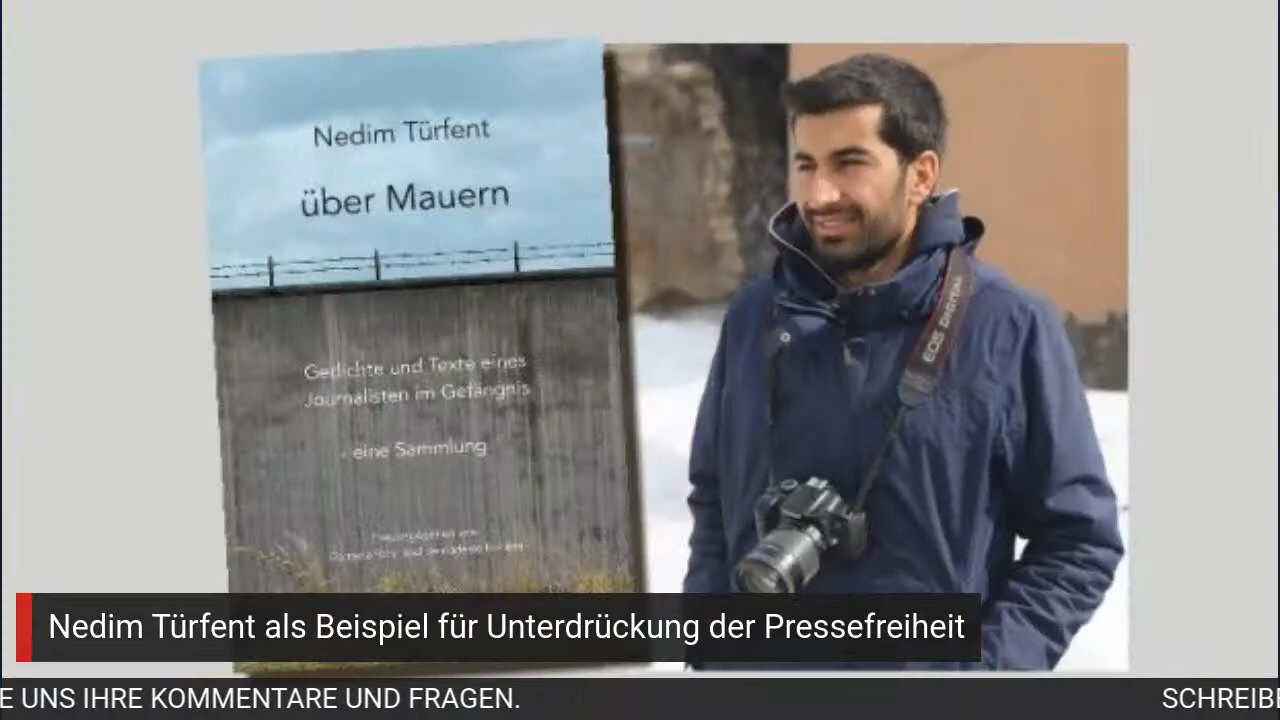 Nedim Türfent
über Mauern
Gedichte und Texte eines
Journalisten im Gefängnis
- eine Sammlung
EOS DIGITAL
Nedim Türfent als Beispiel für Unterdrückung der Pressefreiheit
E UNS IHRE KOMMENTARE UND FRAGEN.
SCHREIBE